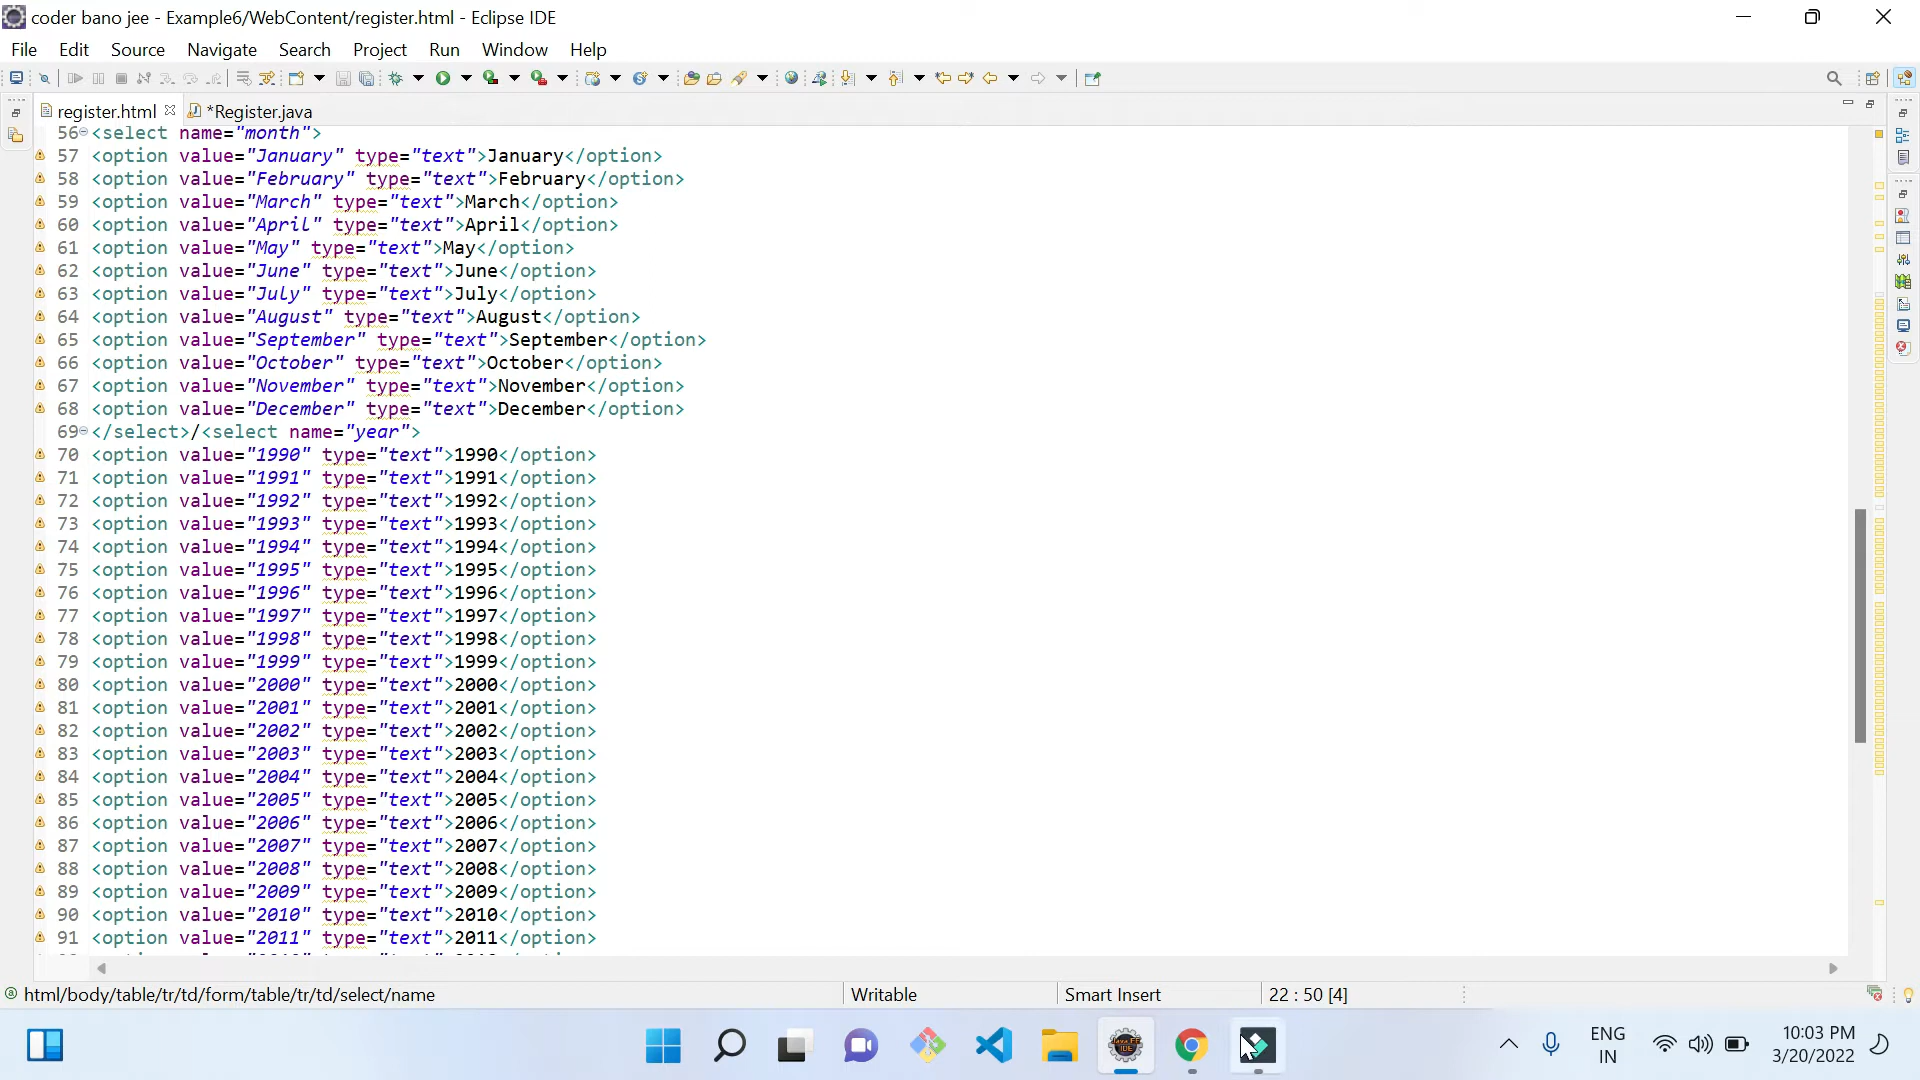 coder bano jee - Example6/WebContent/register.html - Eclipse IDE
File Edit Source Navigate Search Project Run Window Help
register.html *Register.java
56 <select name="month">
57 <option value="January" type="text">January</option>
58 <option value="February" type="text">February</option>
59 <option value="March" type="text">March</option>
60 <option value="April" type="text">April</option>
61 <option value="May" type="text">May</option>
62 <option value="June" type="text">June</option>
63 <option value="July" type="text">July</option>
64 <option value="August" type="text">August</option>
65 <option value="September" type="text">September</option>
66 <option value="October" type="text">October</option>
67 <option value="November" type="text">November</option>
68 <option value="December" type="text">December</option>
69 </select>/<select name="year">
70 <option value="1990" type="text">1990</option>
71 <option value="1991" type="text">1991</option>
72 <option value="1992" type="text">1992</option>
73 <option value="1993" type="text">1993</option>
74 <option value="1994" type="text">1994</option>
75 <option value="1995" type="text">1995</option>
76 <option value="1996" type="text">1996</option>
77 <option value="1997" type="text">1997</option>
78 <option value="1998" type="text">1998</option>
79 <option value="1999" type="text">1999</option>
80 <option value="2000" type="text">2000</option>
81 <option value="2001" type="text">2001</option>
82 <option value="2002" type="text">2002</option>
83 <option value="2003" type="text">2003</option>
84 <option value="2004" type="text">2004</option>
85 <option value="2005" type="text">2005</option>
86 <option value="2006" type="text">2006</option>
87 <option value="2007" type="text">2007</option>
88 <option value="2008" type="text">2008</option>
89 <option value="2009" type="text">2009</option>
90 <option value="2010" type="text">2010</option>
91 <option value="2011" type="text">2011</option>
html/body/table/tr/td/form/table/tr/td/select/name Writable Smart Insert 22 : 50 [4]
ENG 10:03 PM
IN 3/20/2022